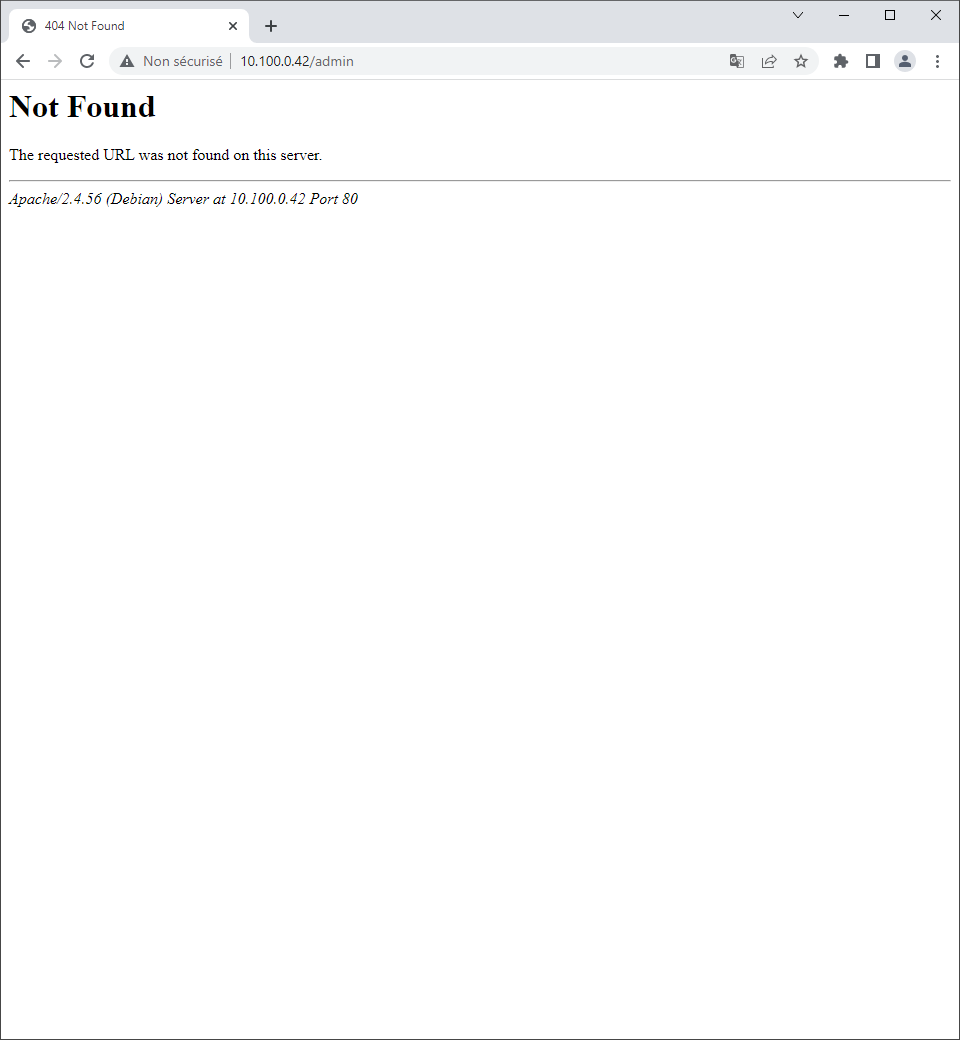 404 Not Found
Non sécurisé 10.100.0.42/admin
Not Found
The requested URL was not found on this server.
Apache/2.4.56 (Debian) Server at 10.100.0.42 Port 80